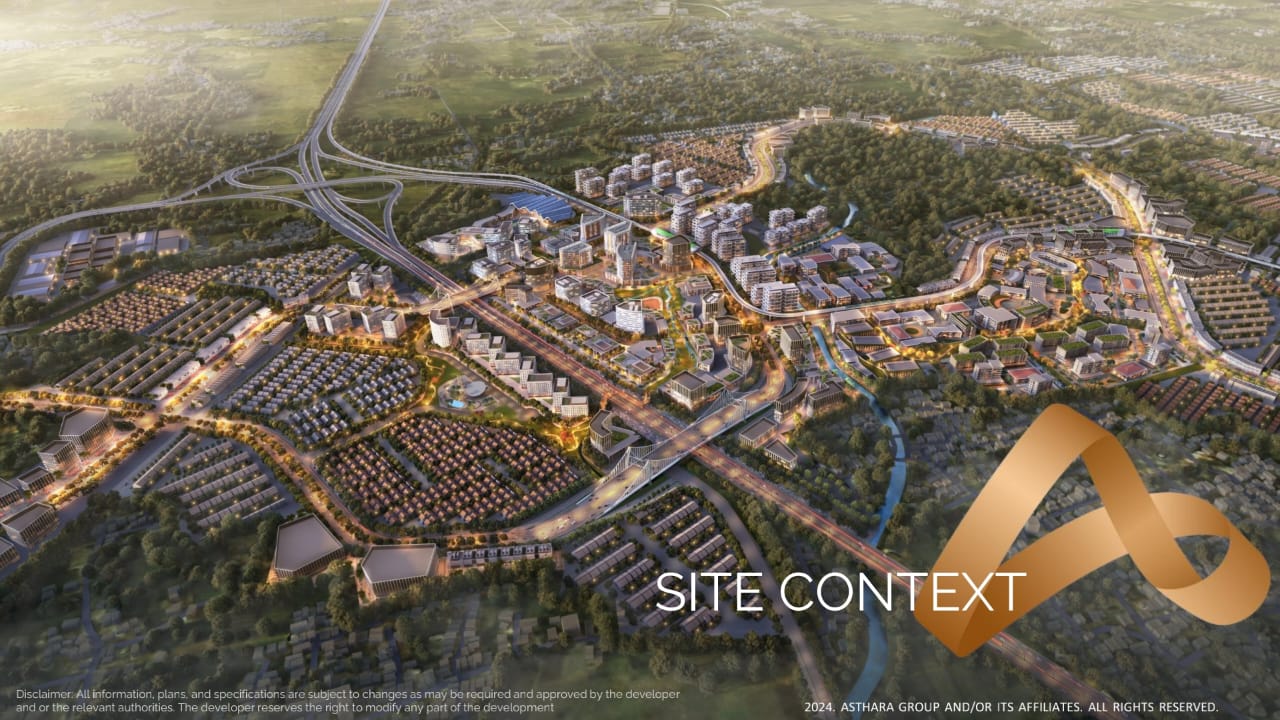 SITE CONTEXT
Disclaimer: All information, plans, and specifications are subject to changes as may be required and approved by the developer
and or the relevant authorities. The developer reserves the right to modify any part of the development
2024. ASTHARA GROUP AND/OR ITS AFFILIATES. ALL RIGHTS RESERVED.